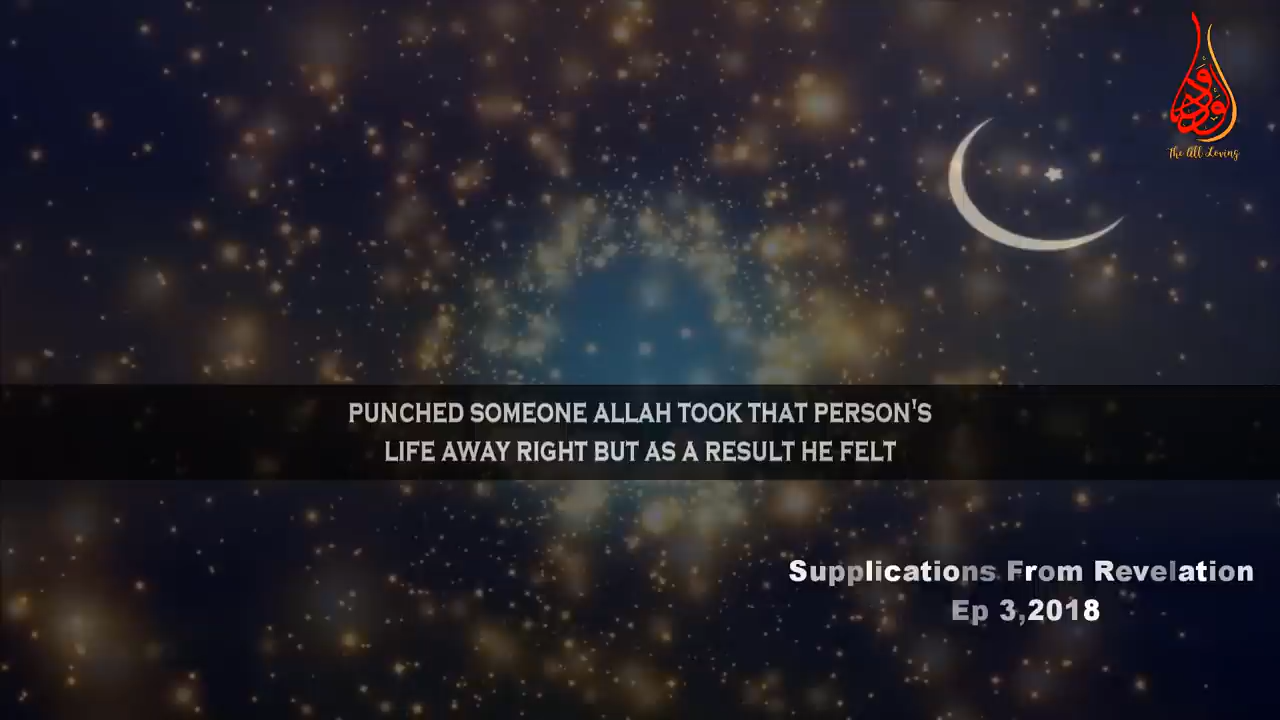 الودود
The All Loving
PUNCHED SOMEONE ALLAH TOOK THAT PERSON'S
LIFE AWAY RIGHT BUT AS A RESULT HE FELT
Supplications From Revelation
Ep 3,2018